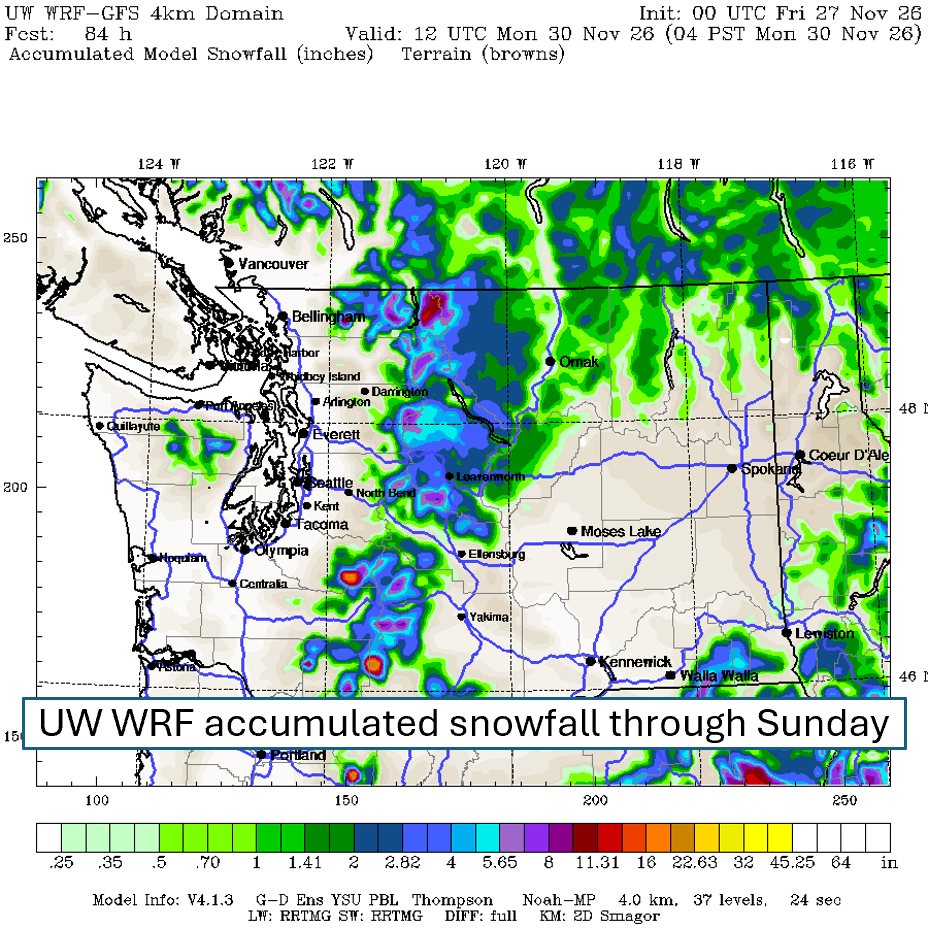 UW WRF-GFS 4km Domain Init: 00 UTC Fri 27 Nov 26
Fcst: 84 h Valid: 12 UTC Mon 30 Nov 26 (04 PST Mon 30 Nov 26)
Accumulated Model Snowfall (inches) Terrain (browns)
124 W 122 W 120 W 118 W 116 W
250
Vancouver
Bellingham
Harbor
Omak
Whidbey Island
Darrington
Arlington
Port Angeles
48 N
Quillayute
Everett
Coeur D'Ale
Spokane
Leavenworth
200
Seattle
North Bend
Kent
Tacoma
Moses Lake
Olympia
Ellensburg
Hoquiam
Centralia
Yakima
Lewiston
Kennewick
Astoria
Walla Walla
46 N
UW WRF accumulated snowfall through Sunday
15
Portland
100 150 200 250
.25 .35 .5 .70 1 1.41 2 2.82 4 5.65 8 11.31 16 22.63 32 45.25 64 in
Model Info: V4.1.3 G-D Ens YSU PBL Thompson Noah-MP 4.0 km, 37 levels, 24 sec
LW: RRTMG SW: RRTMG DIFF: full KM: 2D Smagor